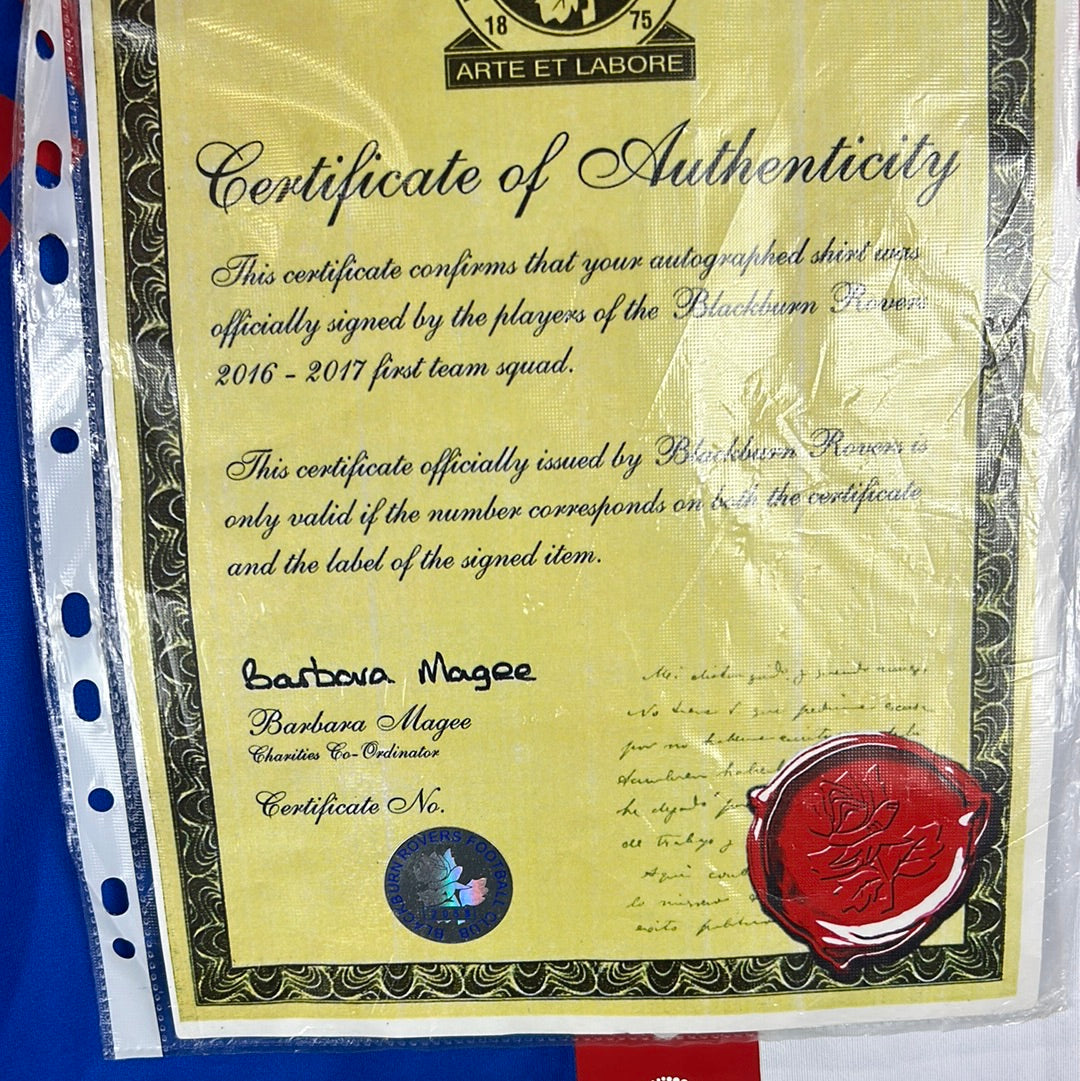 18 75
ARTE ET LABORE
Certificate of Authenticity
This certificate confirms that your autographed shirt was
officially signed by the players of the Blackburn Rovers
2016 - 2017 first team squad.
This certificate officially issued by Blackburn Rovers is
only valid if the number corresponds on both the certificate
and the label of the signed item.
Barbara Magee
Barbara Magee
Charities Co-Ordinator
Certificate No.
BLACKBURN ROVERS FOOTBALL CLUB